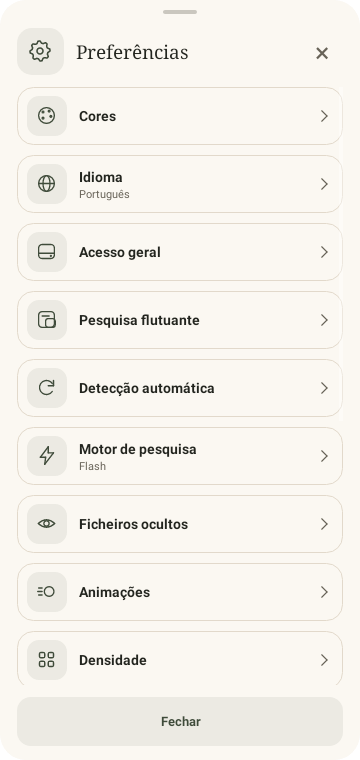 Preferências
Cores
Idioma
Português
Acesso geral
Pesquisa flutuante
Detecção automática
Motor de pesquisa
Flash
Ficheiros ocultos
Animações
Densidade
Fechar